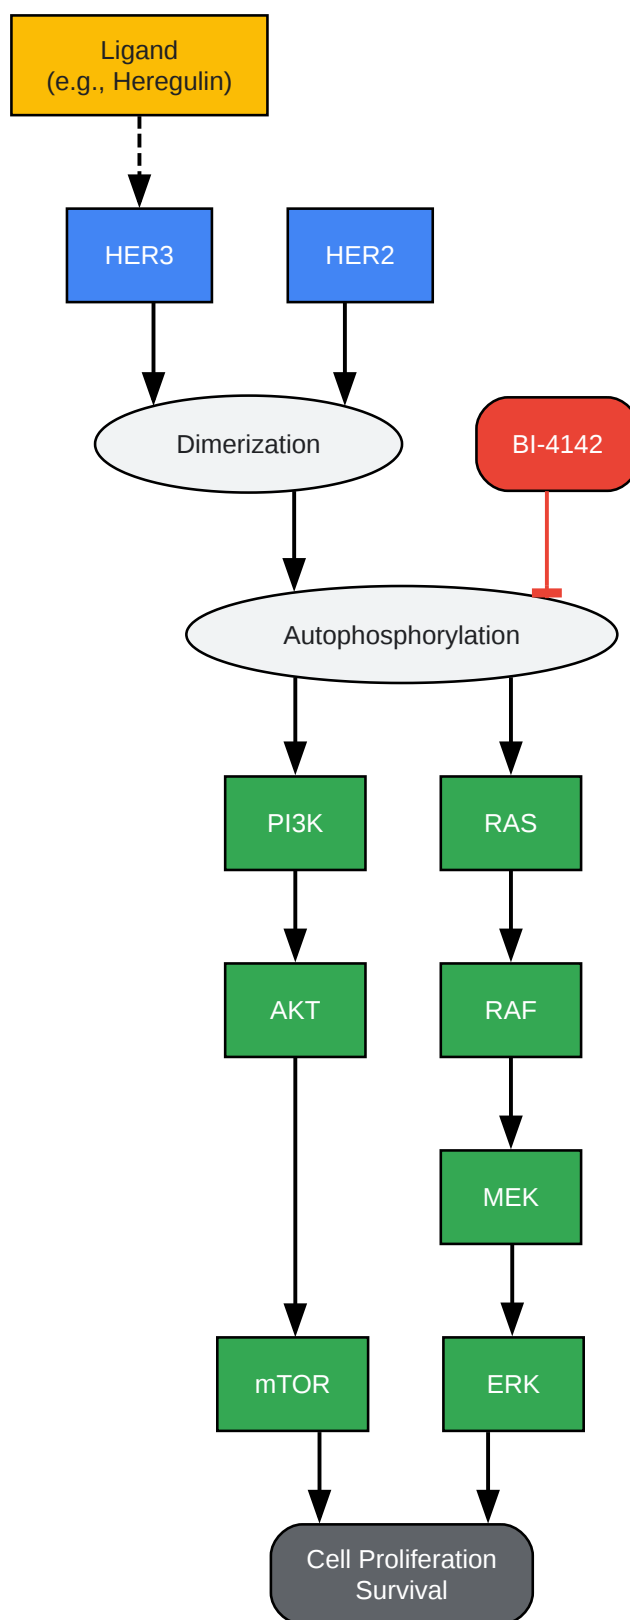 Ligand
(e.g., Heregulin)
HER3
HER2
Dimerization
BI-4142
Autophosphorylation
PI3K
RAS
AKT
RAF
MEK
mTOR
ERK
Cell Proliferation
Survival